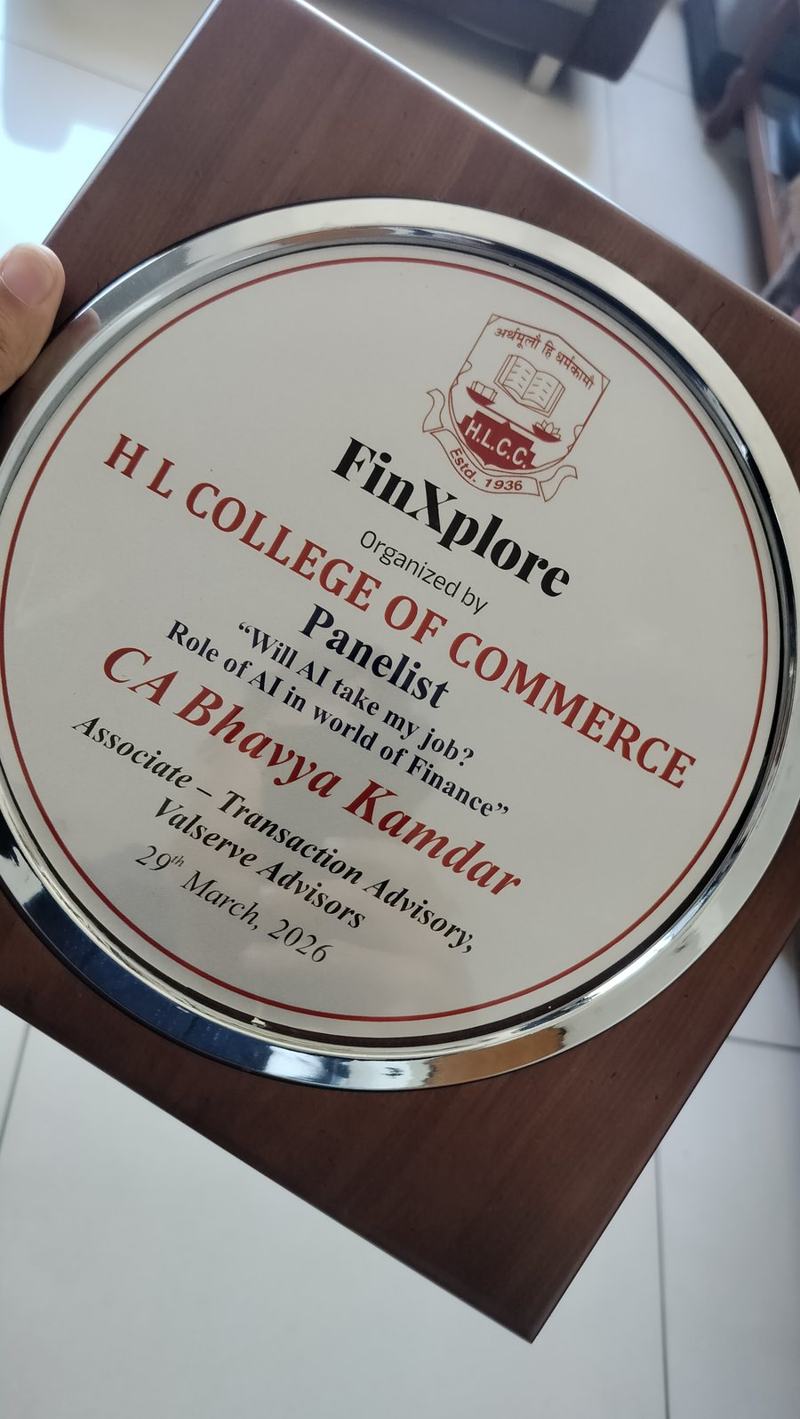 अर्थमूलौ हि धर्मकामौ
H.L.C.C.
Estd. 1936
FinXplore
Organized by
H L COLLEGE OF COMMERCE
Panelist
“Will AI take my job?
Role of AI in world of Finance”
CA Bhavya Kamdar
Associate – Transaction Advisory,
Valserve Advisors
29th March, 2026